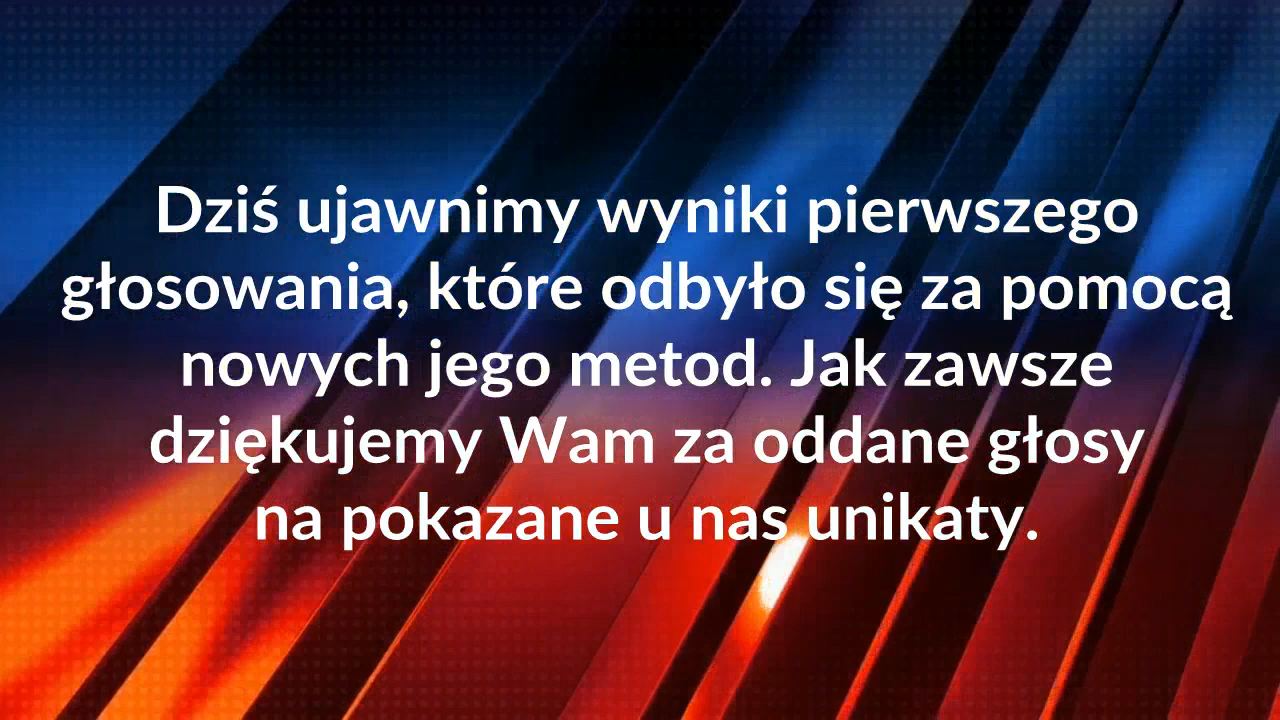 Dziś ujawnimy wyniki pierwszego
głosowania, które odbyło się za pomocą
nowych jego metod. Jak zawsze
dziękujemy Wam za oddane głosy
na pokazane u nas unikaty.